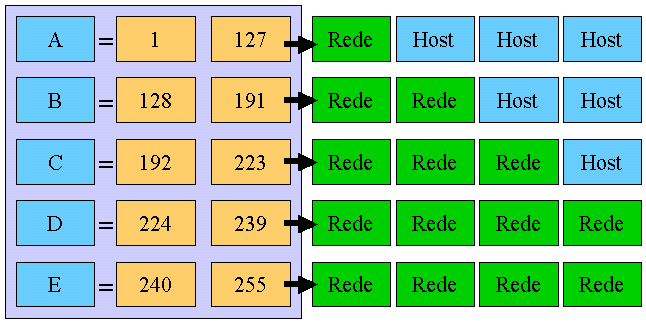 A = 1 127 Rede Host Host Host
B = 128 191 Rede Rede Host Host
C = 192 223 Rede Rede Rede Host
D = 224 239 Rede Rede Rede Rede
E = 240 255 Rede Rede Rede Rede